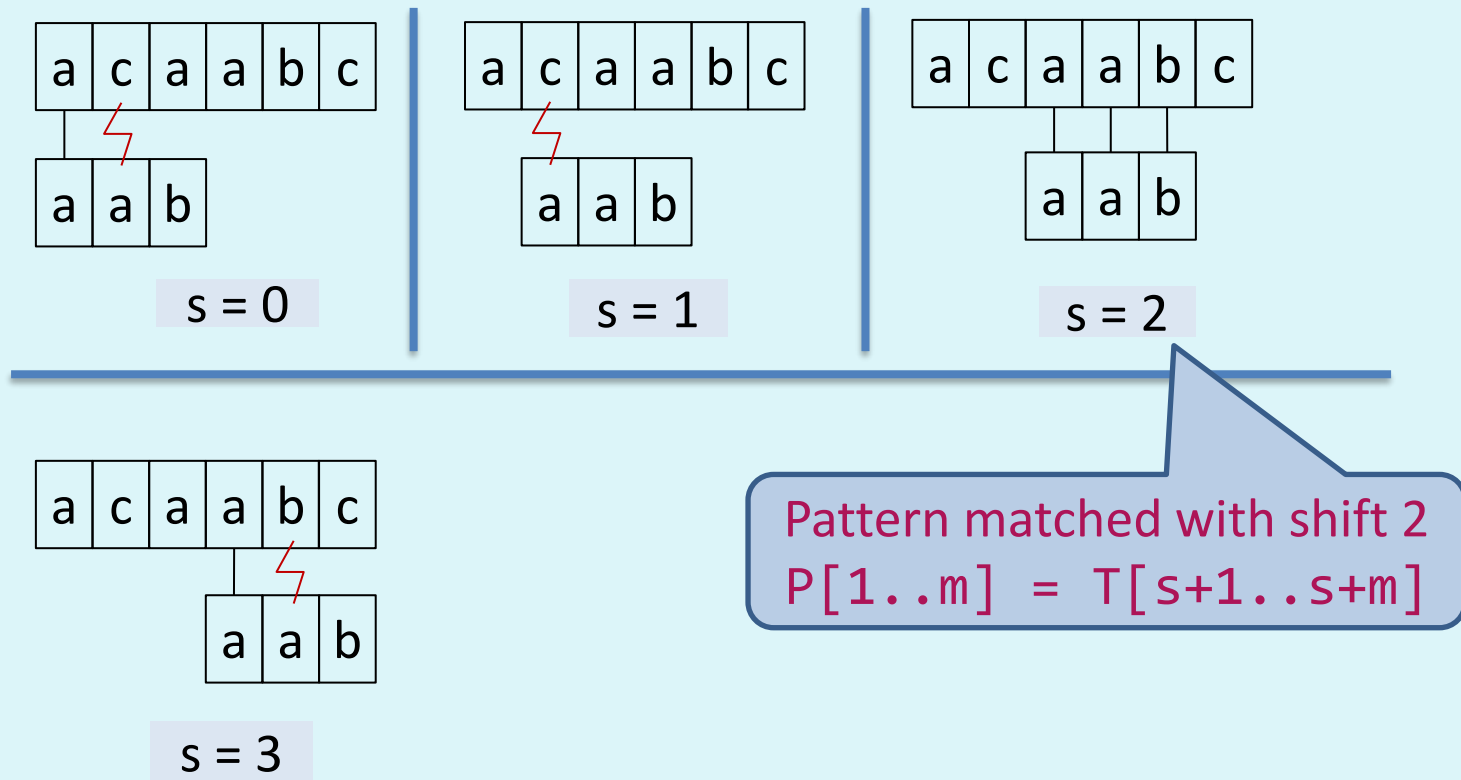 a c a a b c
a a b
s = 0
a c a a b c
a a b
s = 1
a c a a b c
a a b
s = 2
a c a a b c
a a b
s = 3
Pattern matched with shift 2
P[1..m] = T[s+1..s+m]